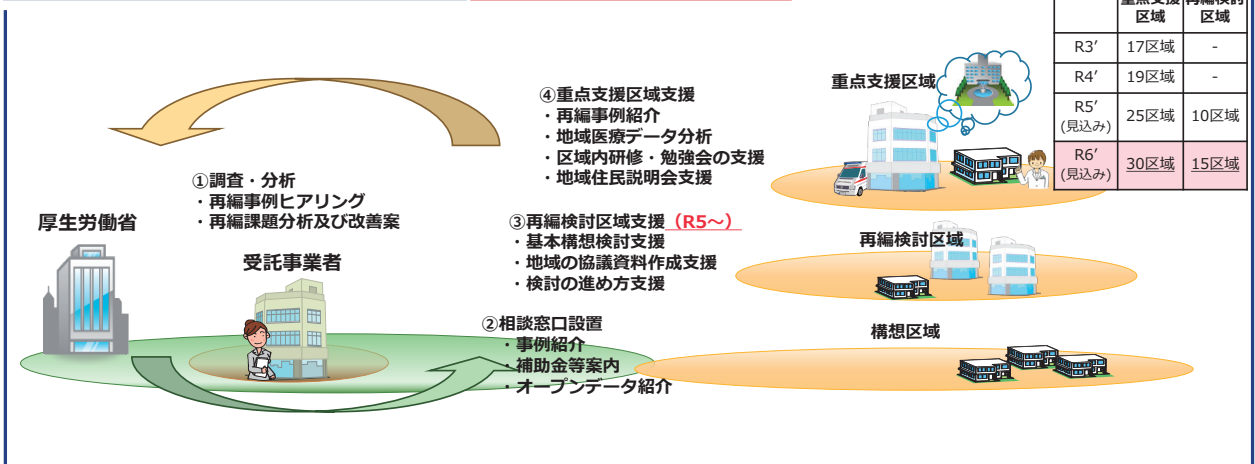 重点支援 再編検討
区域 区域
R3’ 17区域 -
R4’ 19区域 -
R5’
(見込み) 25区域 10区域
R6’
(見込み) 30区域 15区域
重点支援区域
④重点支援区域支援
・再編事例紹介
・地域医療データ分析
・区域内研修・勉強会の支援
・地域住民説明会支援
①調査・分析
・再編事例ヒアリング
・再編課題分析及び改善案
厚生労働省
受託事業者
③再編検討区域支援（R5～）
・基本構想検討支援
・地域の協議資料作成支援
・検討の進め方支援
再編検討区域
②相談窓口設置
・事例紹介
・補助金等案内
・オープンデータ紹介
構想区域